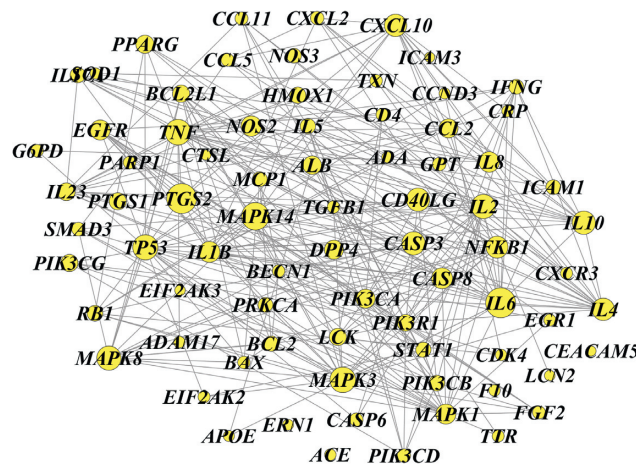 CCL11
CXCL2
CXCL10
PPARG
CCL5
NOS3
ICAM3
SOD1
TXN
IFNG
BCL2L1
HMOX1
CCND3
CRP
CD4
EGFR
TNF
NOS2
IL5
CCL2
G6PD
PARP1
CTSL
ALB
ADA
GPT
IL8
MCP1
IL23
PTGS1
PTGS2
CD40LG
IL2
ICAM1
MAPK14
TGFB1
IL10
SMAD3
TP53
IL1B
DPP4
CASP3
NFKB1
PIK3CG
BECN1
CASP8
CXCR3
EIF2AK3
PRKCA
PIK3CA
IL6
IL4
RB1
PIK3R1
EGR1
ADAM17
BCL2
LCK
STAT1
CDK4
CEACAM5
MAPK8
BAX
MAPK3
PIK3CB
F10
LCN2
EIF2AK2
CASP6
MAPK1
FGF2
APOE
ERN1
TTR
ACE
PIK3CD